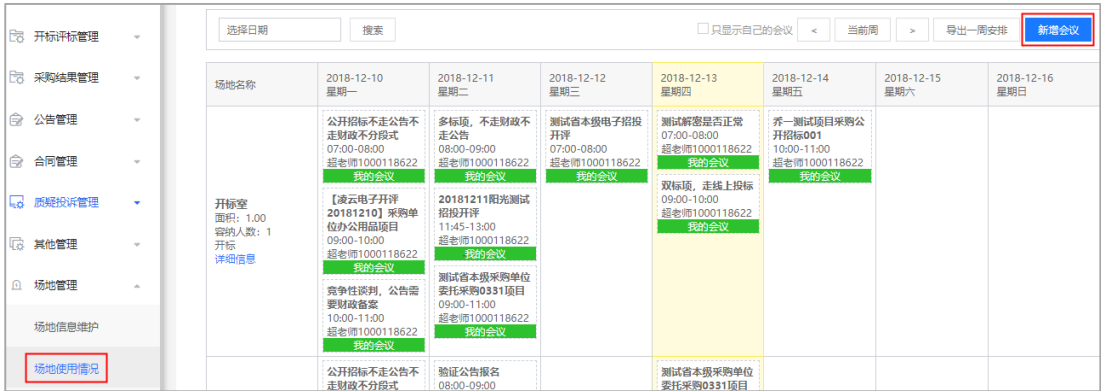 开标评标管理
采购结果管理
公告管理
合同管理
质疑投诉管理
其他管理
场地管理
场地信息维护
场地使用情况
选择日期
搜索
只显示自己的会议
<
当前周
>
导出一周安排
新增会议
场地名称
2018-12-10
星期一
2018-12-11
星期二
2018-12-12
星期三
2018-12-13
星期四
2018-12-14
星期五
2018-12-15
星期六
2018-12-16
星期日
开标室
面积：1.00
容纳人数：1
开标
详细信息
公开招标不走公告不
走财政不分段式
07:00-08:00
超老师1000118622
我的会议
【凌云电子开评
20181210】采购单
位办公用品项目
09:00-10:00
超老师1000118622
我的会议
竞争性谈判，公告需
要财政备案
10:00-11:00
超老师1000118622
我的会议
多标项，不走财政不
走公告
08:00-09:00
超老师1000118622
我的会议
20181211阳光测试
招投开评
11:45-13:00
超老师1000118622
我的会议
测试省本级采购单位
委托采购0331项目
09:00-11:00
超老师1000118622
我的会议
测试省本级电子招投
开评
07:00-08:00
超老师1000118622
我的会议
测试解密是否正常
07:00-08:00
超老师1000118622
我的会议
双标项，走线上投标
09:00-10:00
超老师1000118622
我的会议
乔一测试项目采购公
开招标001
10:00-11:00
超老师1000118622
我的会议
公开招标不走公告不
走财政不分段式
验证公告报名
08:00-09:00
测试省本级采购单位
委托采购0331项目